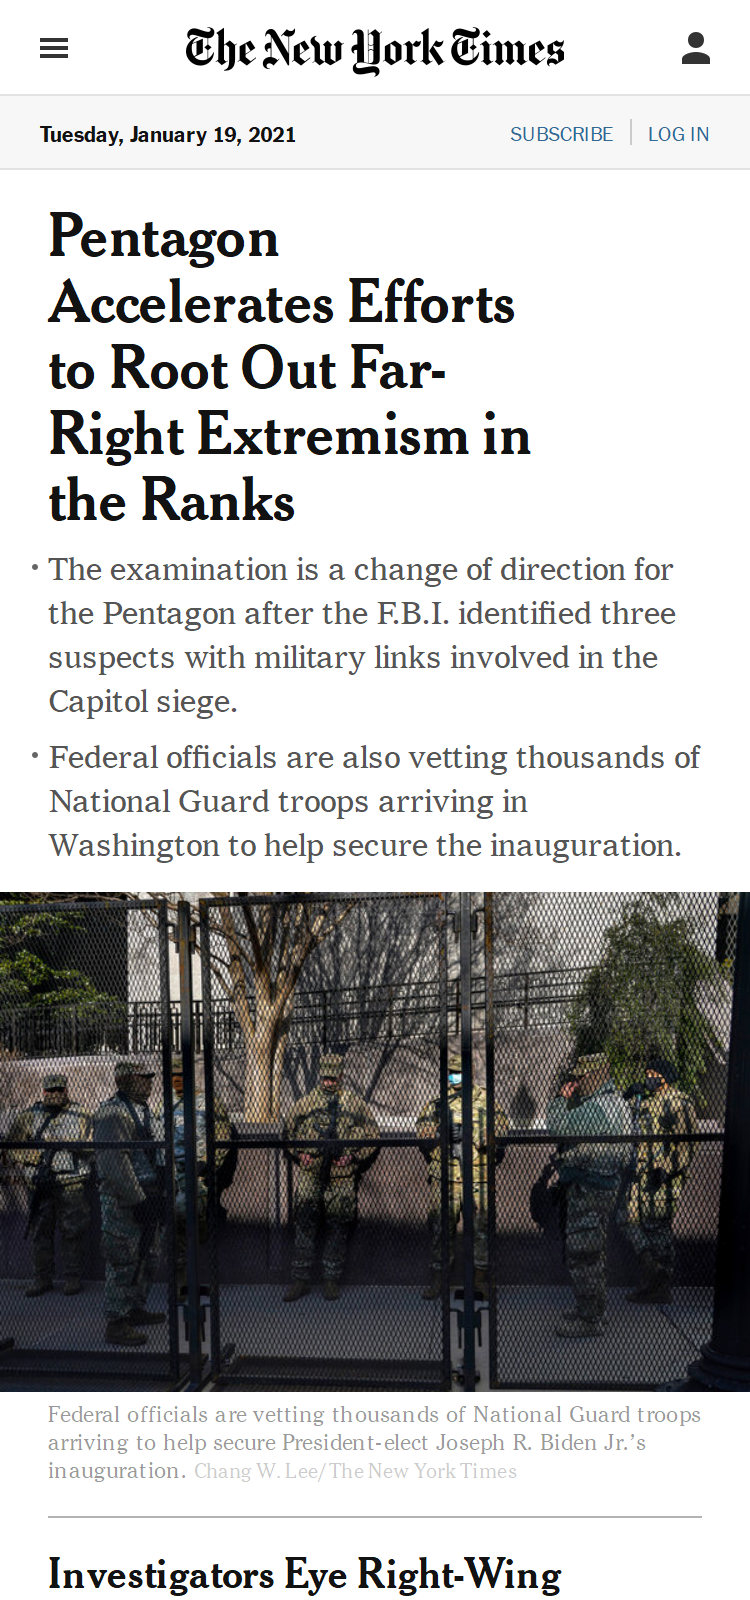 The New York Times
Tuesday, January 19, 2021
SUBSCRIBE
LOG IN
Pentagon
Accelerates Efforts
to Root Out Far-
Right Extremism in
the Ranks
• The examination is a change of direction for
the Pentagon after the F.B.I. identified three
suspects with military links involved in the
Capitol siege.
• Federal officials are also vetting thousands of
National Guard troops arriving in
Washington to help secure the inauguration.
Federal officials are vetting thousands of National Guard troops
arriving to help secure President-elect Joseph R. Biden Jr.’s
inauguration. Chang W. Lee/The New York Times
Investigators Eye Right-Wing